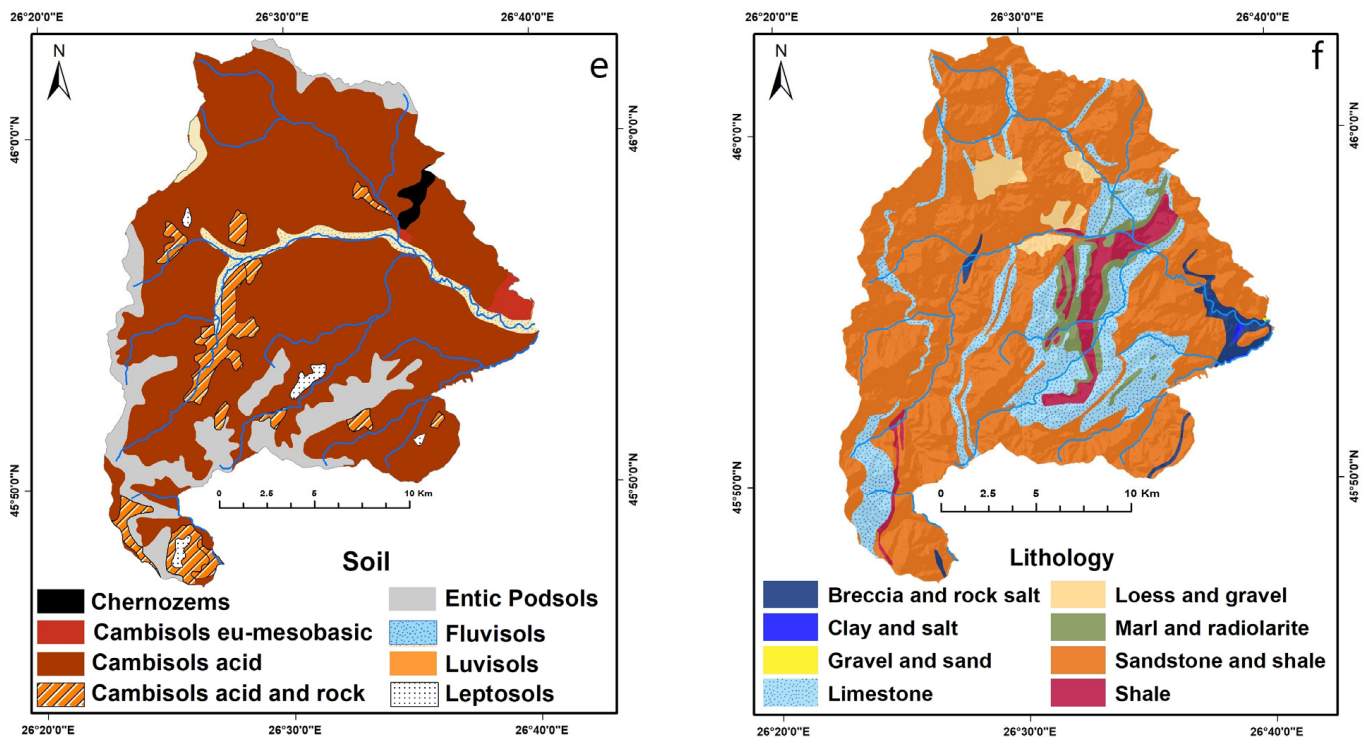 26°20'0"E 26°30'0"E 26°40'0"E
26°20'0"E 26°30'0"E 26°40'0"E
N
e
46°0'0"N
46°0'0"N
45°50'0"N
45°50'0"N
0 2.5 5 10 Km
Soil
Chernozems
Cambisols eu-mesobasic
Cambisols acid
Cambisols acid and rock
Entic Podsols
Fluvisols
Luvisols
Leptosols
26°20'0"E 26°30'0"E 26°40'0"E
N
f
46°0'0"N
46°0'0"N
45°50'0"N
45°50'0"N
0 2.5 5 10 Km
Lithology
Breccia and rock salt
Clay and salt
Gravel and sand
Limestone
Loess and gravel
Marl and radiolarite
Sandstone and shale
Shale
26°20'0"E 26°30'0"E 26°40'0"E